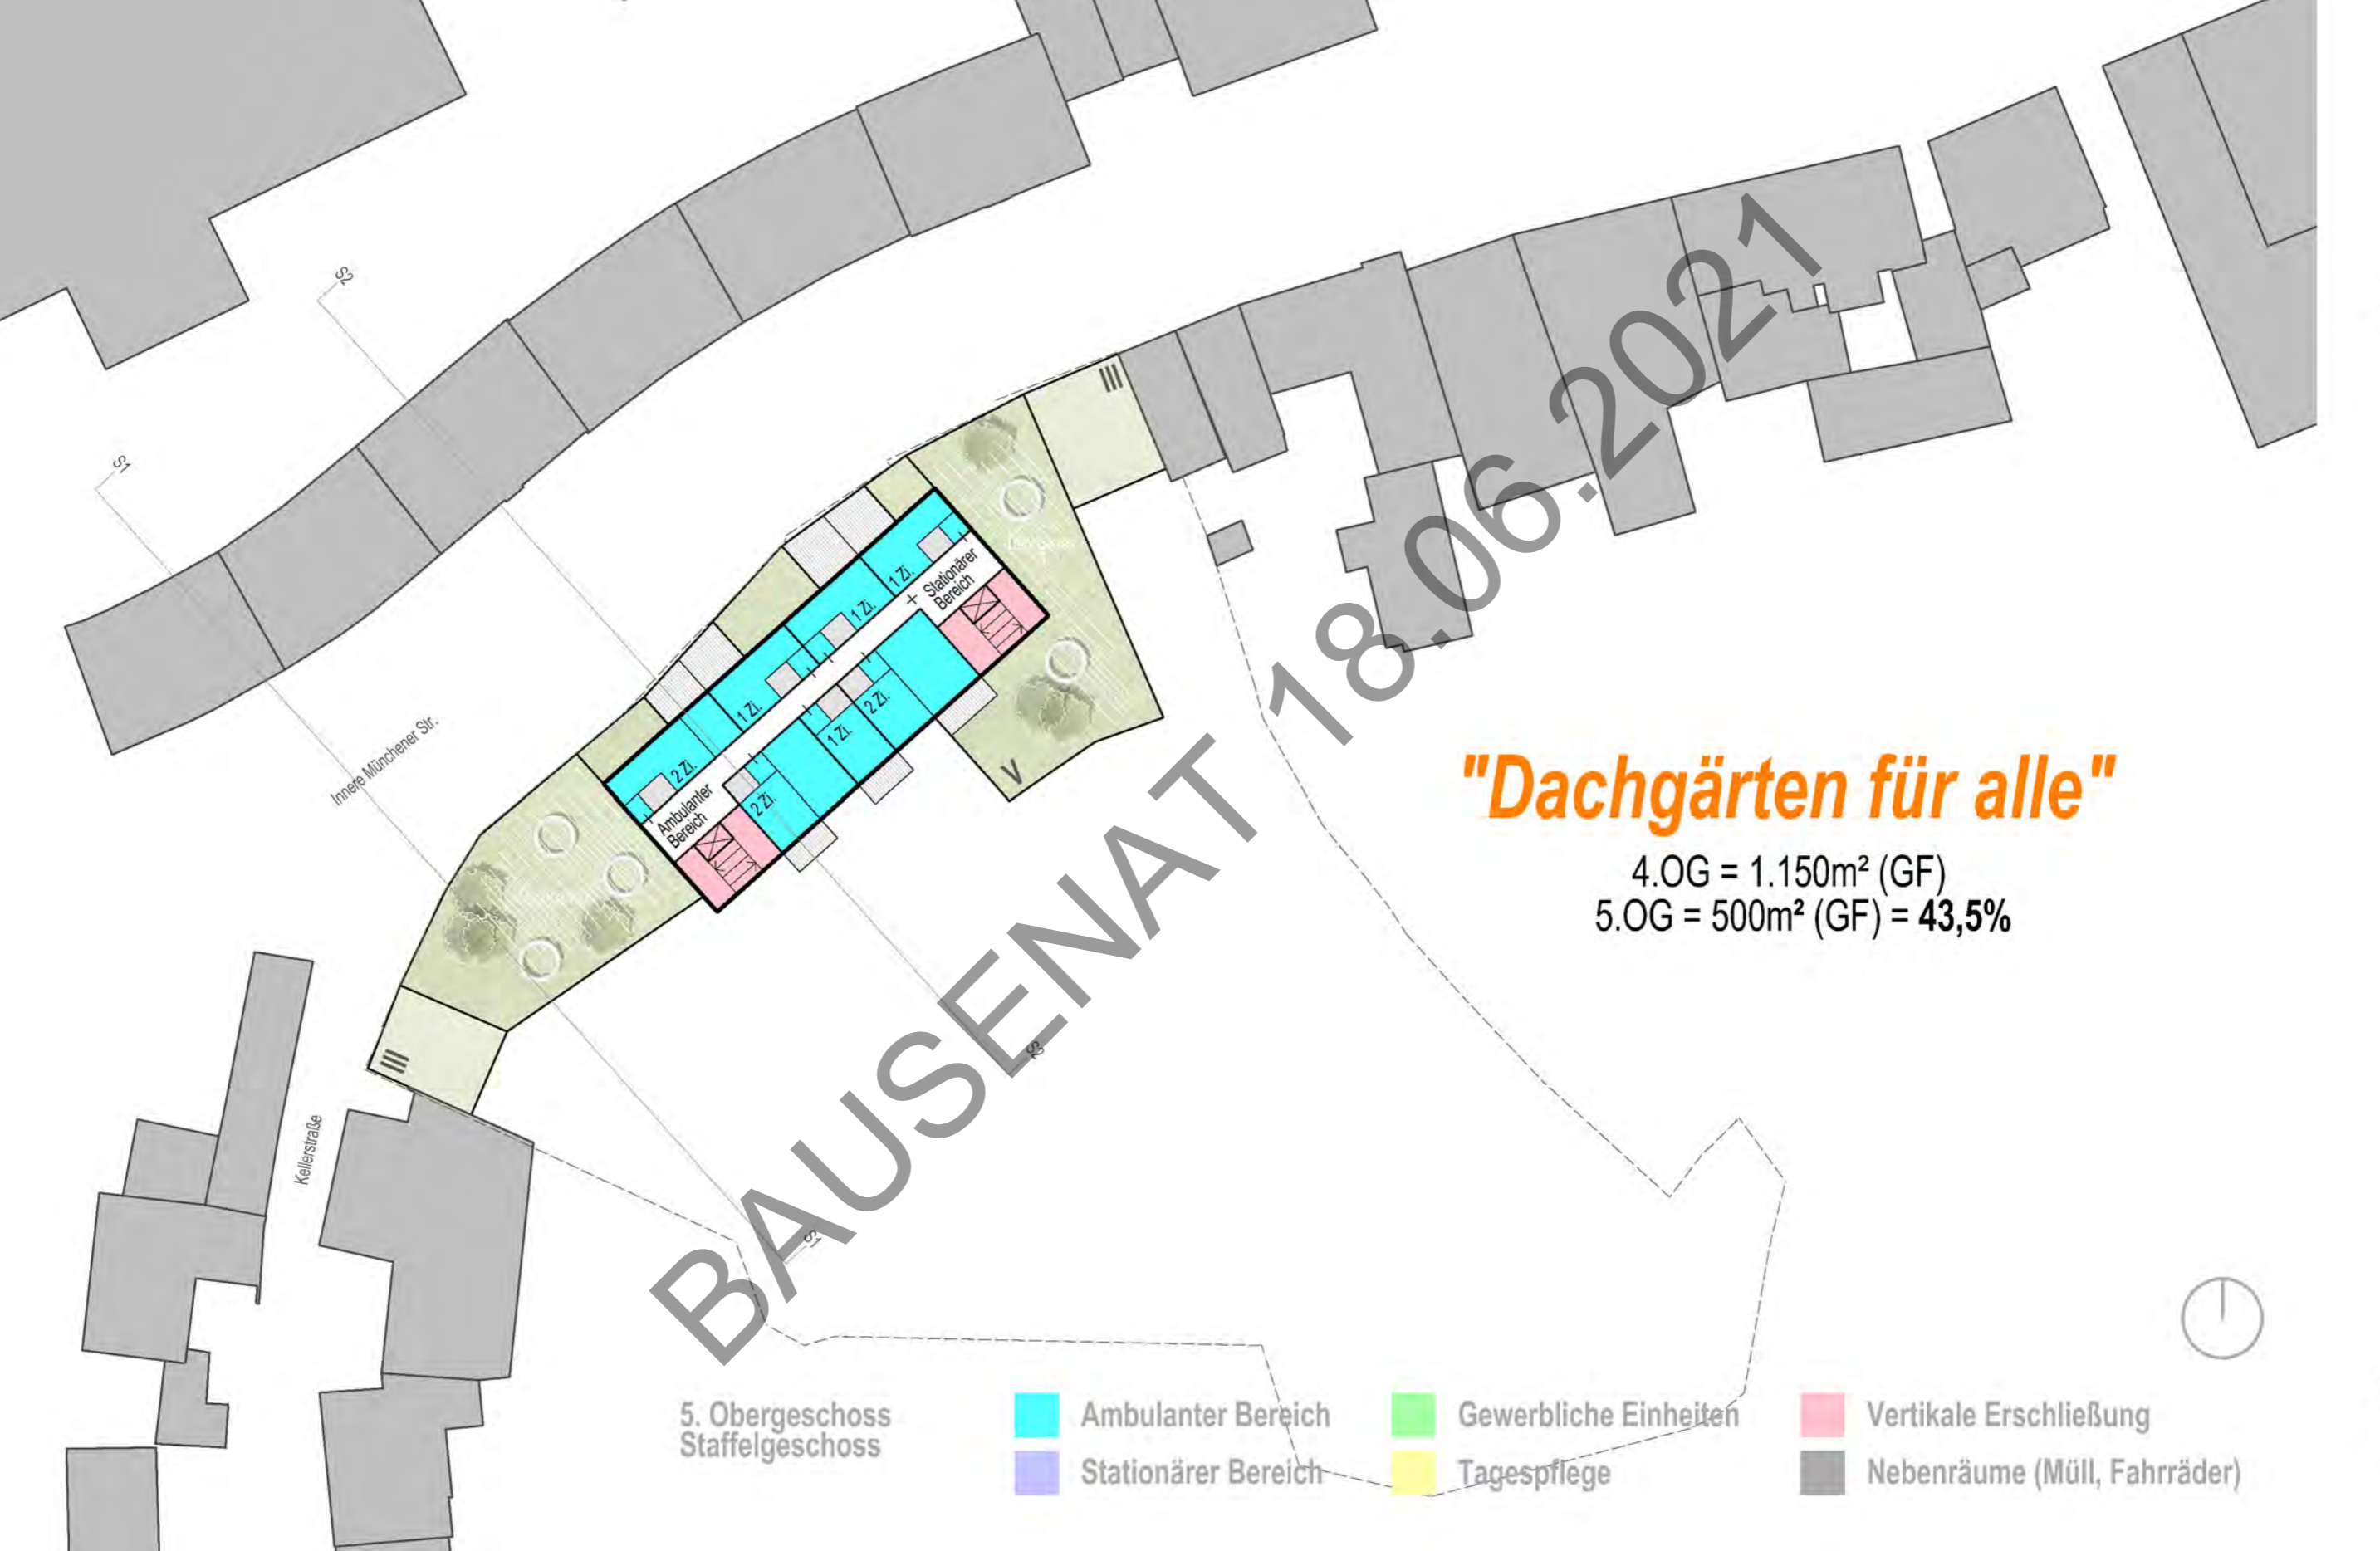 S2
S1
Innere Münchener Str.
1 Zi.
+ Stationärer
Bereich
1 Zi.
1 Zi.
2 Zi.
1 Zi.
2 Zi.
Ambulanter
Bereich
2 Zi.
V
"Dachgärten für alle"
4.OG = 1.150m² (GF)
5.OG = 500m² (GF) = 43,5%
BAUSENAT 18.06.2021
S2
Kellerstraße
S1
5. Obergeschoss
Staffelgeschoss
Ambulanter Bereich
Stationärer Bereich
Gewerbliche Einheiten
Tagespflege
Vertikale Erschließung
Nebenräume (Müll, Fahrräder)